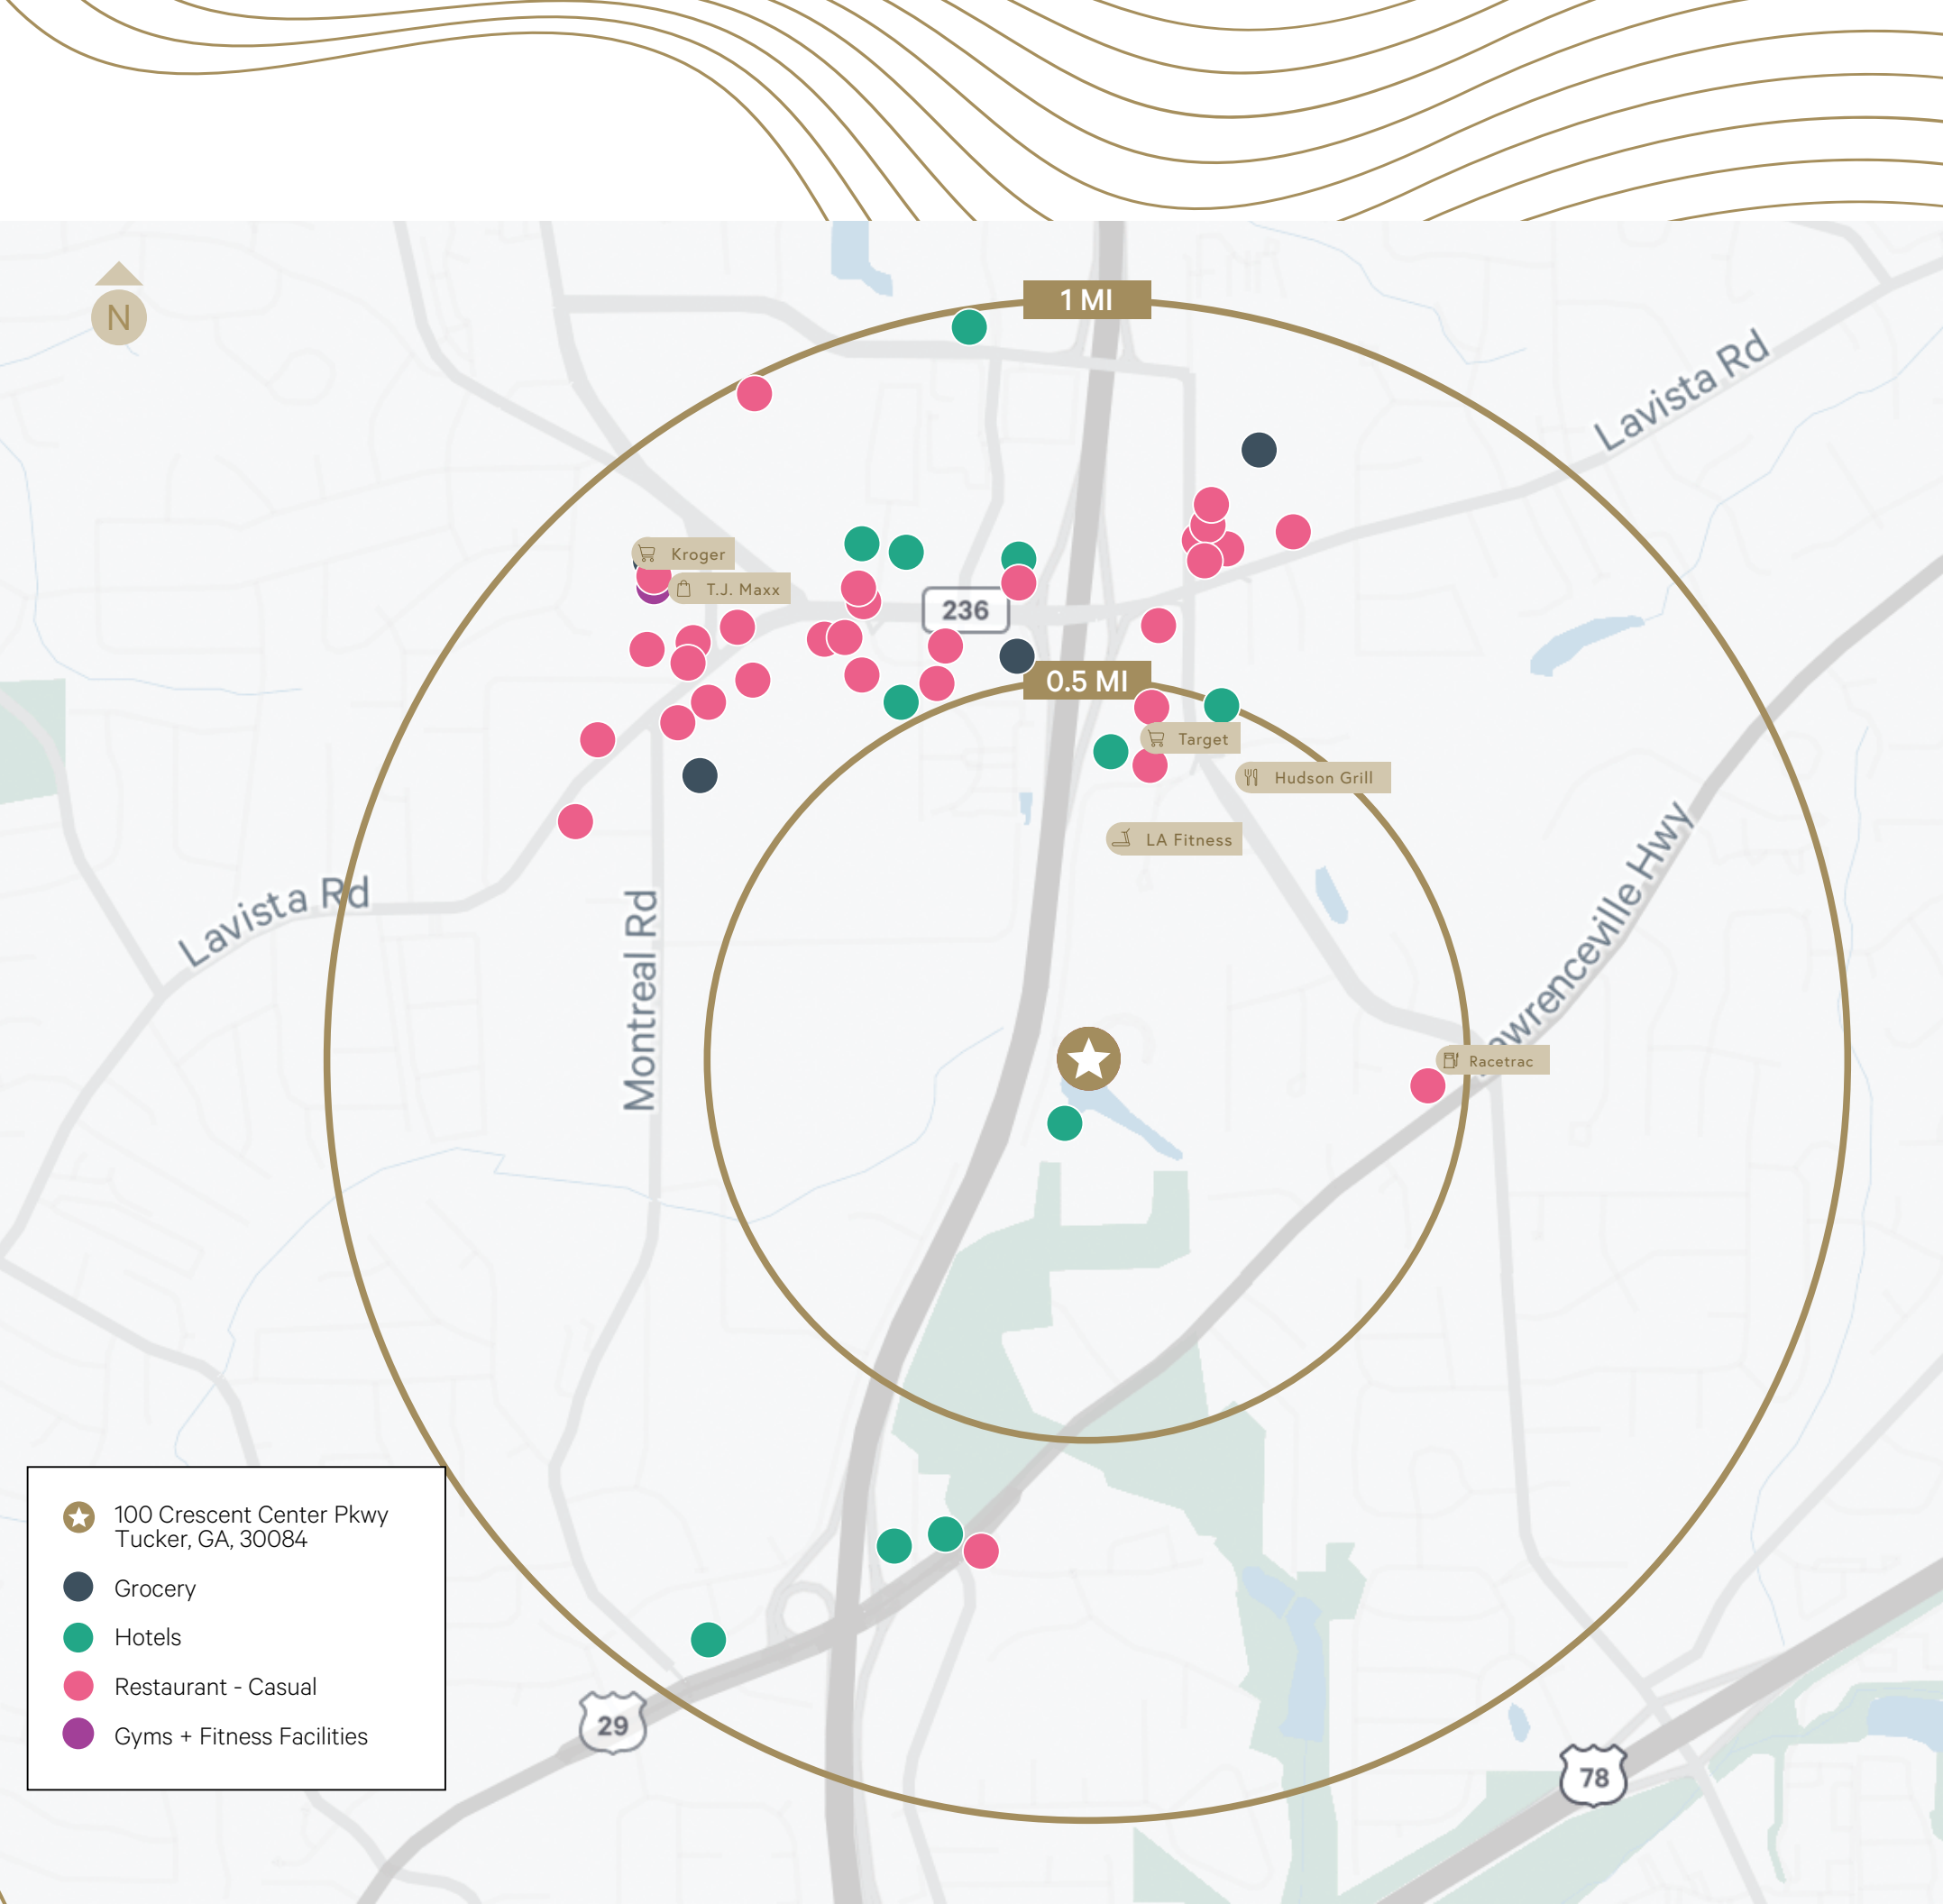 N
1 MI
Lavista Rd
Kroger
T.J. Maxx
236
0.5 MI
Target
Hudson Grill
LA Fitness
Lavista Rd
Montreal Rd
Lawrenceville Hwy
Racetrac
100 Crescent Center Pkwy
Tucker, GA, 30084
Grocery
Hotels
Restaurant - Casual
Gyms + Fitness Facilities
29
78